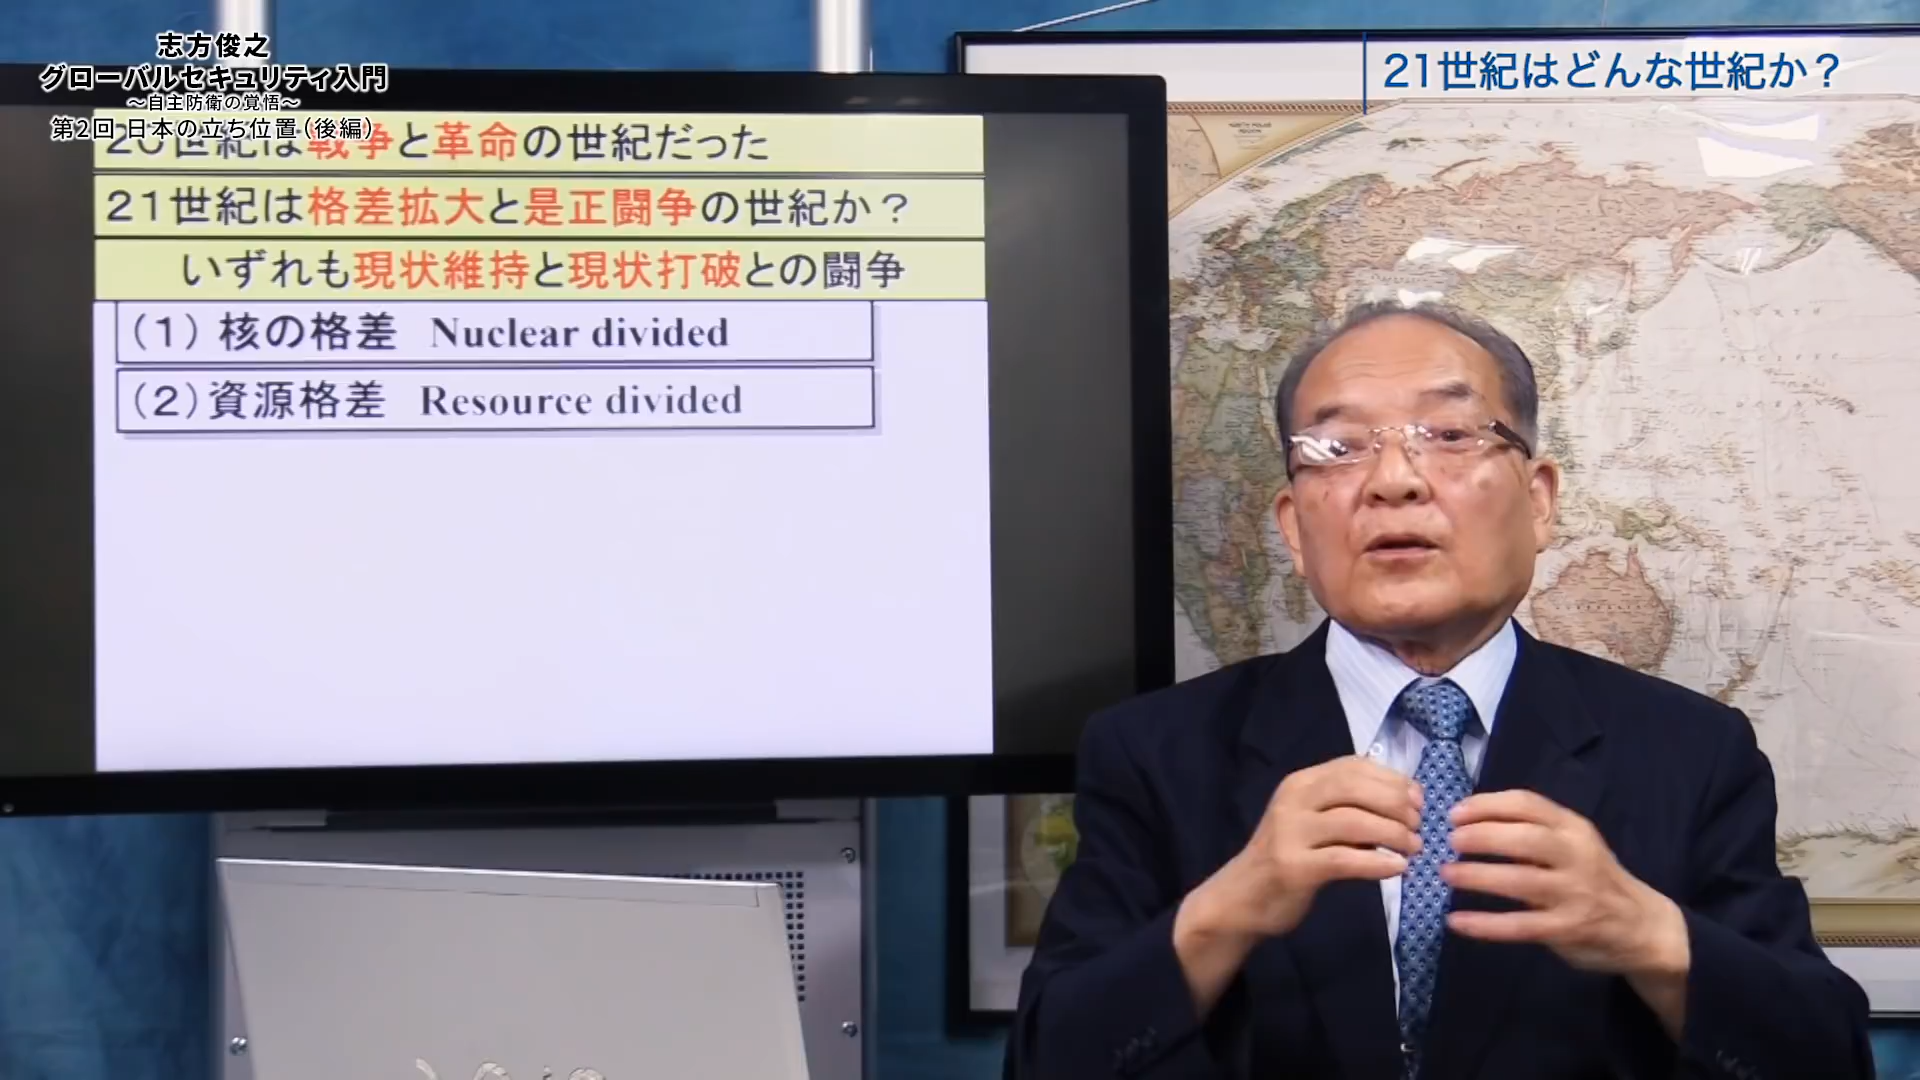 志方俊之
グローバルセキュリティ入門
～自主防衛の覚悟～
第2回 日本の立ち位置(後編)
21世紀はどんな世紀か?
20世紀は戦争と革命の世紀だった
21世紀は格差拡大と是正闘争の世紀か?
いずれも現状維持と現状打破との闘争
(1) 核の格差 Nuclear divided
(2)資源格差 Resource divided